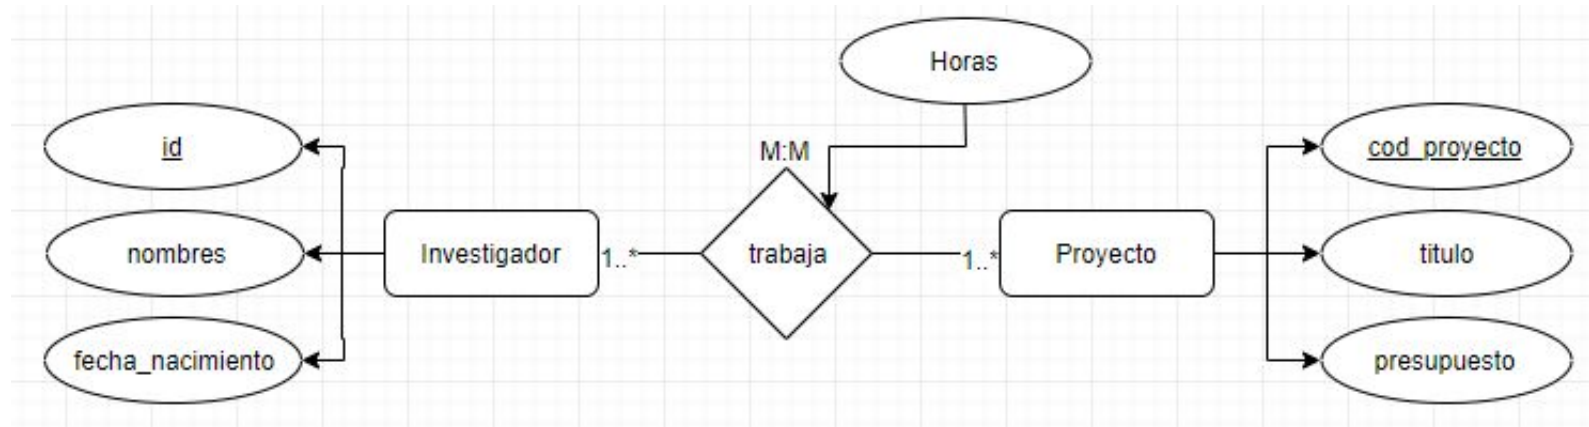 Horas
M:M
id
cod_proyecto
nombres
Investigador
1..*
trabaja
1..*
Proyecto
titulo
fecha_nacimiento
presupuesto